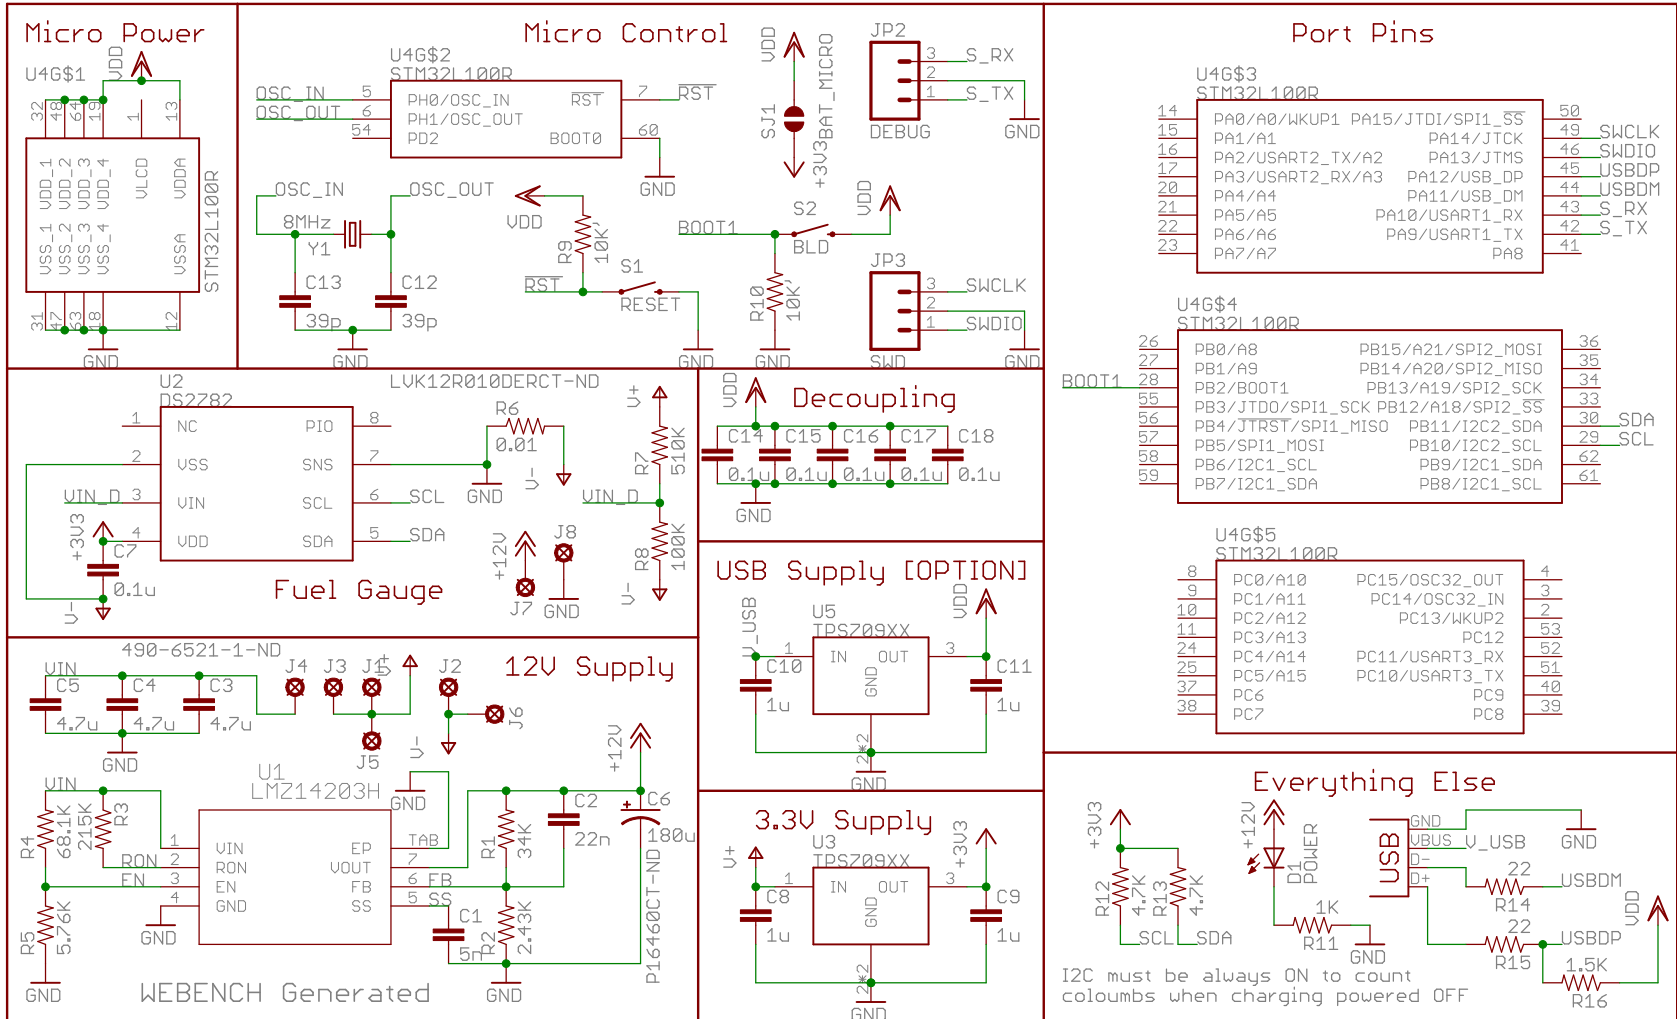 Micro Power
VDD
U4G$1
32
48
64
19
1
13
VDD_1
VDD_2
VDD_3
VDD_4
VLCD
VDDA
VSS_1
VSS_2
VSS_3
VSS_4
VSSA
STM32L100R
31
47
63
18
12
GND
Micro Control
U4G$2
STM32L100R
OSC_IN
5
PH0/OSC_IN
RST
7
RST
OSC_OUT
6
PH1/OSC_OUT
54
PD2
BOOT0
60
GND
VDD
SJ1
+3V3BAT_MICRO
JP2
3
S_RX
2
1
S_TX
DEBUG
GND
OSC_IN
OSC_OUT
8MHz
Y1
C13
39p
C12
39p
GND
VDD
R9
10K'
RST
S1
RESET
GND
BOOT1
S2
BLD
VDD
R10
10K'
GND
JP3
3
SWCLK
2
1
SWDIO
SWD
GND
Port Pins
U4G$3
STM32L100R
14
PA0/A0/WKUP1
PA15/JTDI/SPI1_SS
50
15
PA1/A1
PA14/JTCK
49
SWCLK
16
PA2/USART2_TX/A2
PA13/JTMS
46
SWDIO
17
PA3/USART2_RX/A3
PA12/USB_DP
45
USBDP
20
PA4/A4
PA11/USB_DM
44
USBDM
21
PA5/A5
PA10/USART1_RX
43
S_RX
22
PA6/A6
PA9/USART1_TX
42
S_TX
23
PA7/A7
PA8
41
U4G$4
STM32L100R
26
PB0/A8
PB15/A21/SPI2_MOSI
36
27
PB1/A9
PB14/A20/SPI2_MISO
35
BOOT1
28
PB2/BOOT1
PB13/A19/SPI2_SCK
34
55
PB3/JTDO/SPI1_SCK
PB12/A18/SPI2_SS
33
56
PB4/JTRST/SPI1_MISO
PB11/I2C2_SDA
30
SDA
57
PB5/SPI1_MOSI
PB10/I2C2_SCL
29
SCL
58
PB6/I2C1_SCL
PB9/I2C1_SDA
62
59
PB7/I2C1_SDA
PB8/I2C1_SCL
61
U4G$5
STM32L100R
8
PC0/A10
PC15/OSC32_OUT
4
9
PC1/A11
PC14/OSC32_IN
3
10
PC2/A12
PC13/WKUP2
2
11
PC3/A13
PC12
53
24
PC4/A14
PC11/USART3_RX
52
25
PC5/A15
PC10/USART3_TX
51
37
PC6
PC9
40
38
PC7
PC8
39
U2
DS2782
LVK12R010DERCT-ND
1
NC
PIO
8
2
VSS
SNS
7
VIN_D
3
VIN
SCL
6
SCL
4
VDD
SDA
5
SDA
+3V3
C7
0.1u
V-
R6
0.01
GND
V-
V+
R7
510K
VIN_D
R8
100K
V-
+12V
J7
J8
GND
Fuel Gauge
Decoupling
VDD
C14
C15
C16
C17
C18
0.1u
0.1u
0.1u
0.1u
0.1u
GND
USB Supply [OPTION]
V_USB
U5
TPS709XX
VDD
1
IN
OUT
3
GND
C10
1u
C11
1u
2*2
GND
12V Supply
490-6521-1-ND
VIN
C5
C4
C3
4.7u
4.7u
4.7u
GND
J4
J3
J1
V+
J2
J6
J5
V-
VIN
U1
LMZ14203H
GND
+12V
R4
68.1K
R3
215K
1
VIN
EP
TAB
RON
2
RON
VOUT
7
EN
3
EN
FB
6
FB
4
GND
SS
5
SS
GND
R5
5.76K
GND
R1
34K
C2
22n
C6
180u
P16460CT-ND
C1
5n
R2
2.43K
GND
WEBENCH Generated
3.3V Supply
V+
U3
TPS709XX
+3V3
1
IN
OUT
3
GND
C8
1u
C9
1u
2*2
GND
Everything Else
+3V3
R12
4.7K
R13
4.7K
SCL
SDA
+12V
D1
POWER
1K
R11
GND
USB
GND
VBUS
D-
D+
V_USB
GND
22
R14
USBDM
22
R15
USBDP
VDD
1.5K
R16
I2C must be always ON to count
coloumbs when charging powered OFF